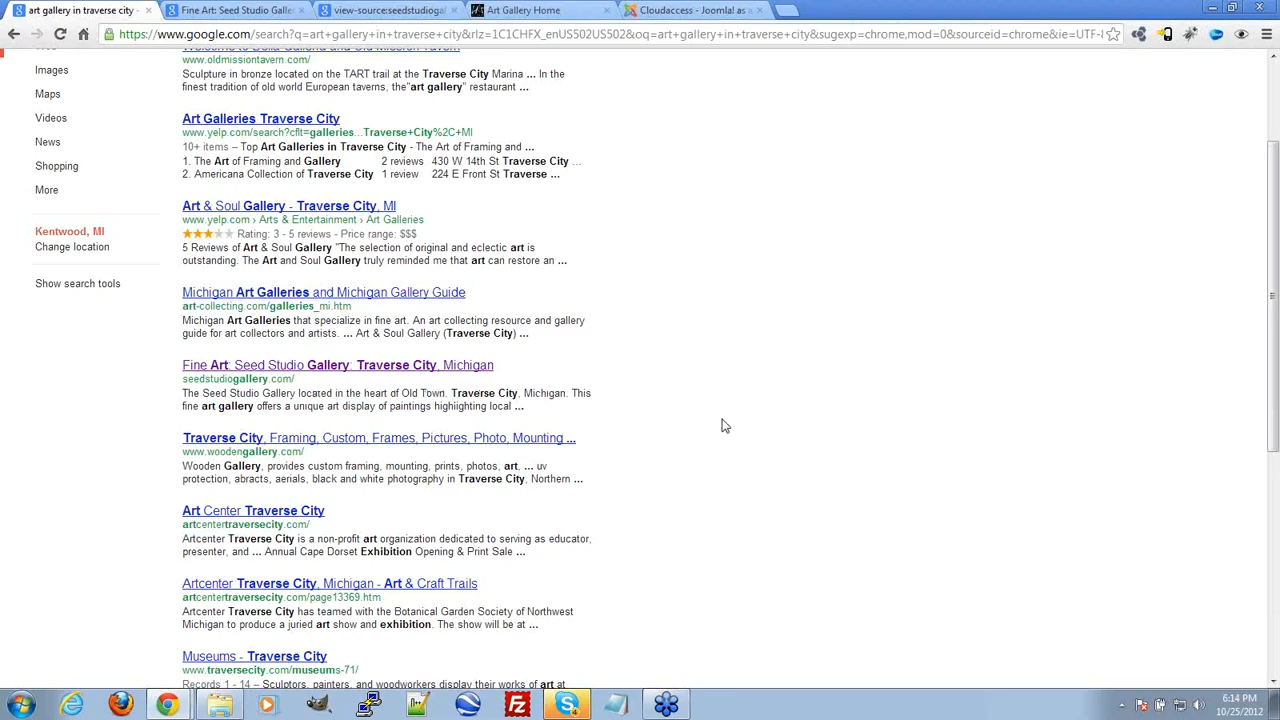 art gallery in traverse city -
Fine Art: Seed Studio Galle
view-source:seedstudiogal
Art Gallery Home
Cloudaccess - Joomla! as
https://www.google.com/search?q=art+gallery+in+traverse+city&rlz=1C1CHFX_enUS502US502&oq=art+gallery+in+traverse+city&sugexp=chrome,mod=0&sourceid=chrome&ie=UTF-8
Welcome to Bella Galleria and Old Mission Tavern
www.oldmissiontavern.com/
Images
Sculpture in bronze located on the TART trail at the Traverse City Marina ... In the
finest tradition of old world European taverns, the"art gallery" restaurant ...
Maps
Videos
News
Shopping
More
Kentwood, MI
Change location
Show search tools
Art Galleries Traverse City
www.yelp.com/search?cflt=galleries...Traverse+City%2C+MI
10+ items – Top Art Galleries in Traverse City - The Art of Framing and ...
1. The Art of Framing and Gallery 2 reviews 430 W 14th St Traverse City ...
2. Americana Collection of Traverse City 1 review 224 E Front St Traverse ...
Art & Soul Gallery - Traverse City, MI
www.yelp.com › Arts & Entertainment › Art Galleries
Rating: 3 - 5 reviews - Price range: $$$
5 Reviews of Art & Soul Gallery "The selection of original and eclectic art is
outstanding. The Art and Soul Gallery truly reminded me that art can restore an ...
Michigan Art Galleries and Michigan Gallery Guide
art-collecting.com/galleries_mi.htm
Michigan Art Galleries that specialize in fine art. An art collecting resource and gallery
guide for art collectors and artists. ... Art & Soul Gallery (Traverse City) ...
Fine Art: Seed Studio Gallery: Traverse City, Michigan
seedstudiogallery.com/
The Seed Studio Gallery located in the heart of Old Town. Traverse City, Michigan. This
fine art gallery offers a unique art display of paintings highlighting local ...
Traverse City, Framing, Custom, Frames, Pictures, Photo, Mounting ...
www.woodengallery.com/
Wooden Gallery, provides custom framing, mounting, prints, photos, art, ... uv
protection, abracts, aerials, black and white photography in Traverse City, Northern ...
Art Center Traverse City
artcentertraversecity.com/
Artcenter Traverse City is a non-profit art organization dedicated to serving as educator,
presenter, and ... Annual Cape Dorset Exhibition Opening & Print Sale ...
Artcenter Traverse City, Michigan - Art & Craft Trails
artcentertraversecity.com/page13369.htm
Artcenter Traverse City has teamed with the Botanical Garden Society of Northwest
Michigan to produce a juried art show and exhibition. The show will be at ...
Museums - Traverse City
www.traversecity.com/museums-71/
Records 1 - 14 – Sculptors, painters, and woodworkers display their works of art at
6:14 PM
10/25/2012